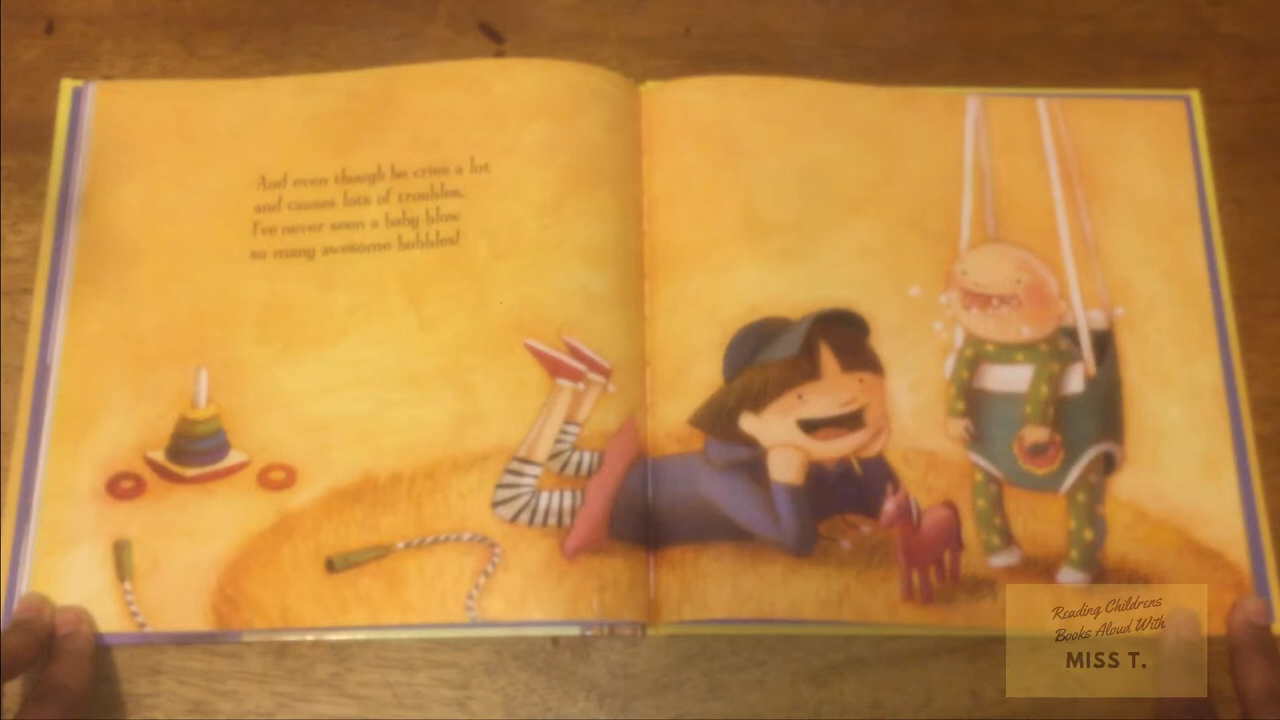 And even though he cries a lot
and causes lots of troubles,
I've never seen a baby blow
so many awesome bubbles!
Reading Childrens
Books Aloud With
MISS T.